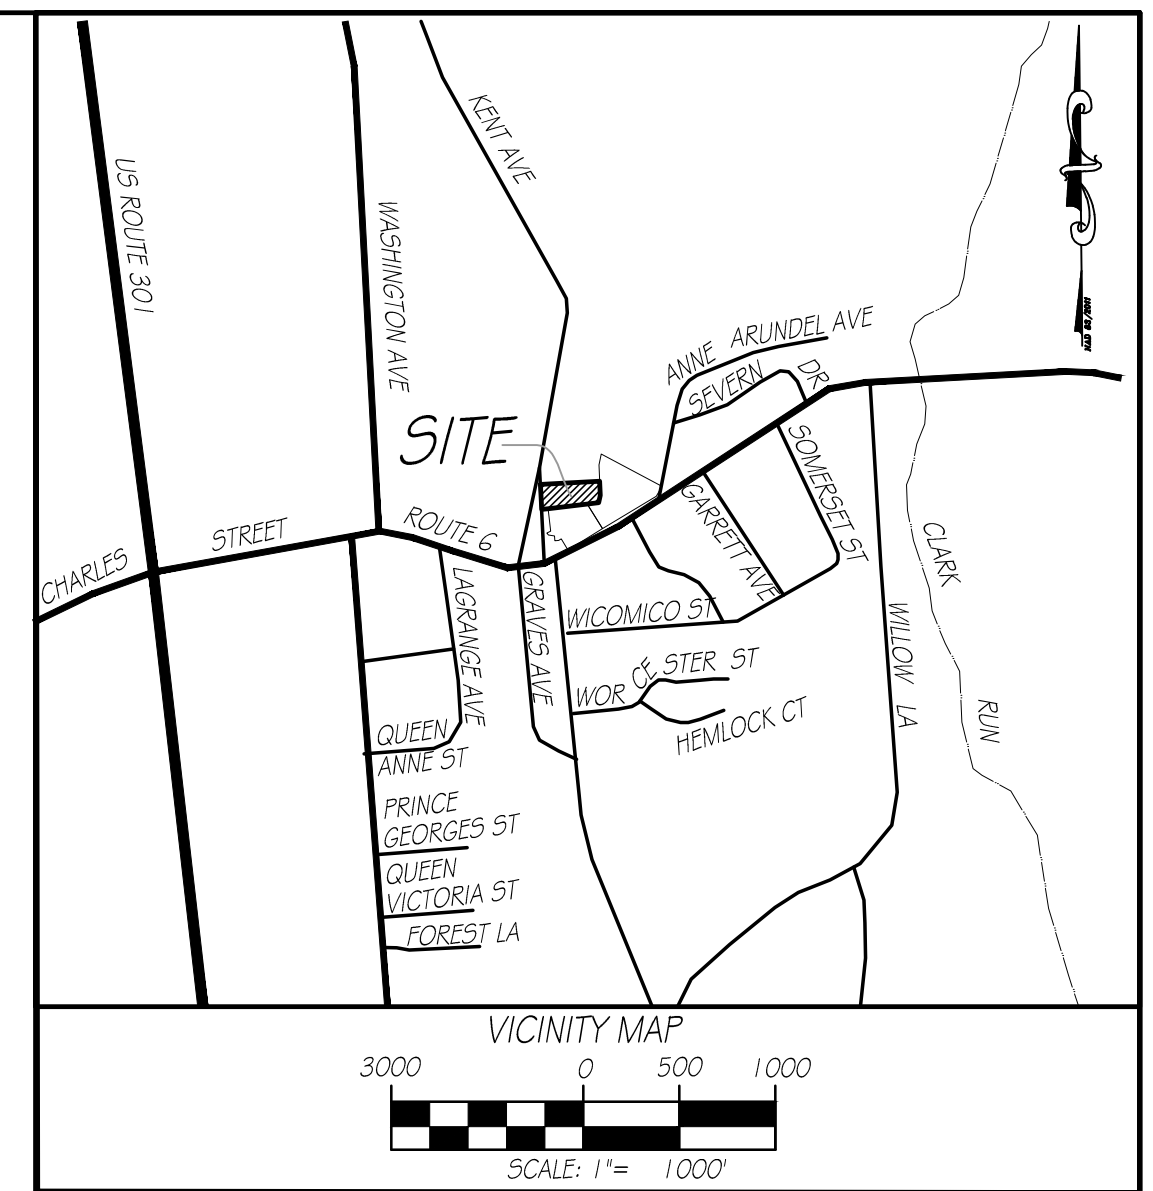 KENT AVE
US ROUTE 301
WASHINGTON AVE
NAD 83/2011
ANNE ARUNDEL AVE
SEVERN DR
SITE
SOMERSET ST
GARRETT AVE
CHARLES STREET
ROUTE 6
CLARK RUN
LAGRANGE AVE
GRAVES AVE
WICOMICO ST
WILLOW LA
WOR CE STER ST
HEMLOCK CT
QUEEN
ANNE ST
PRINCE
GEORGES ST
QUEEN
VICTORIA ST
FOREST LA
VICINITY MAP
3000 0 500 1000
SCALE: 1"= 1000'